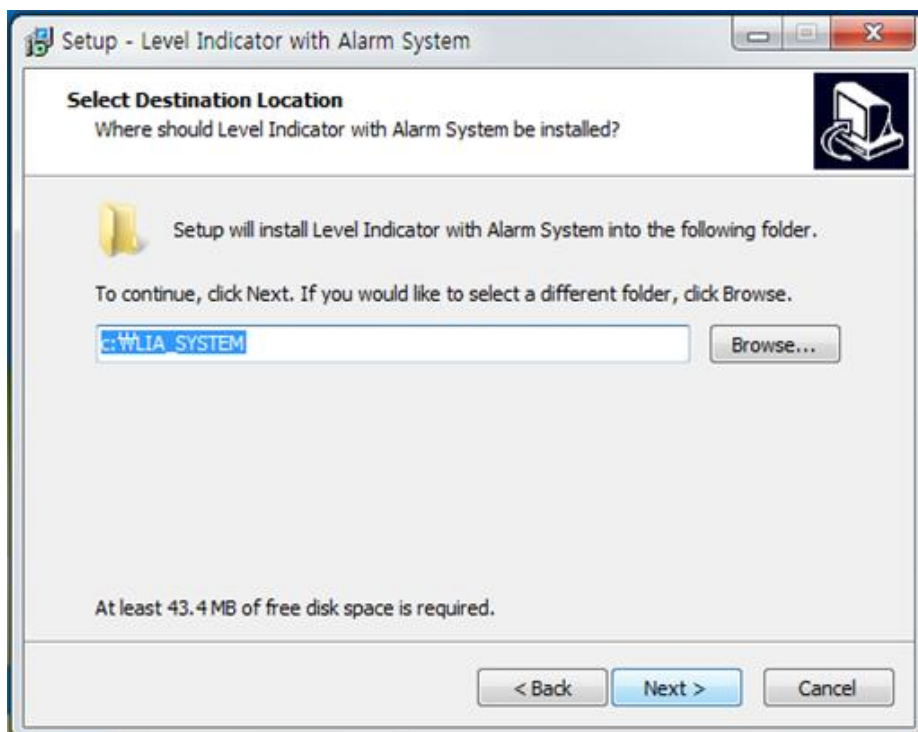 Setup - Level Indicator with Alarm System
Select Destination Location
Where should Level Indicator with Alarm System be installed?
Setup will install Level Indicator with Alarm System into the following folder.
To continue, click Next. If you would like to select a different folder, click Browse.
c:₩LIA_SYSTEM
Browse...
At least 43.4 MB of free disk space is required.
< Back
Next >
Cancel